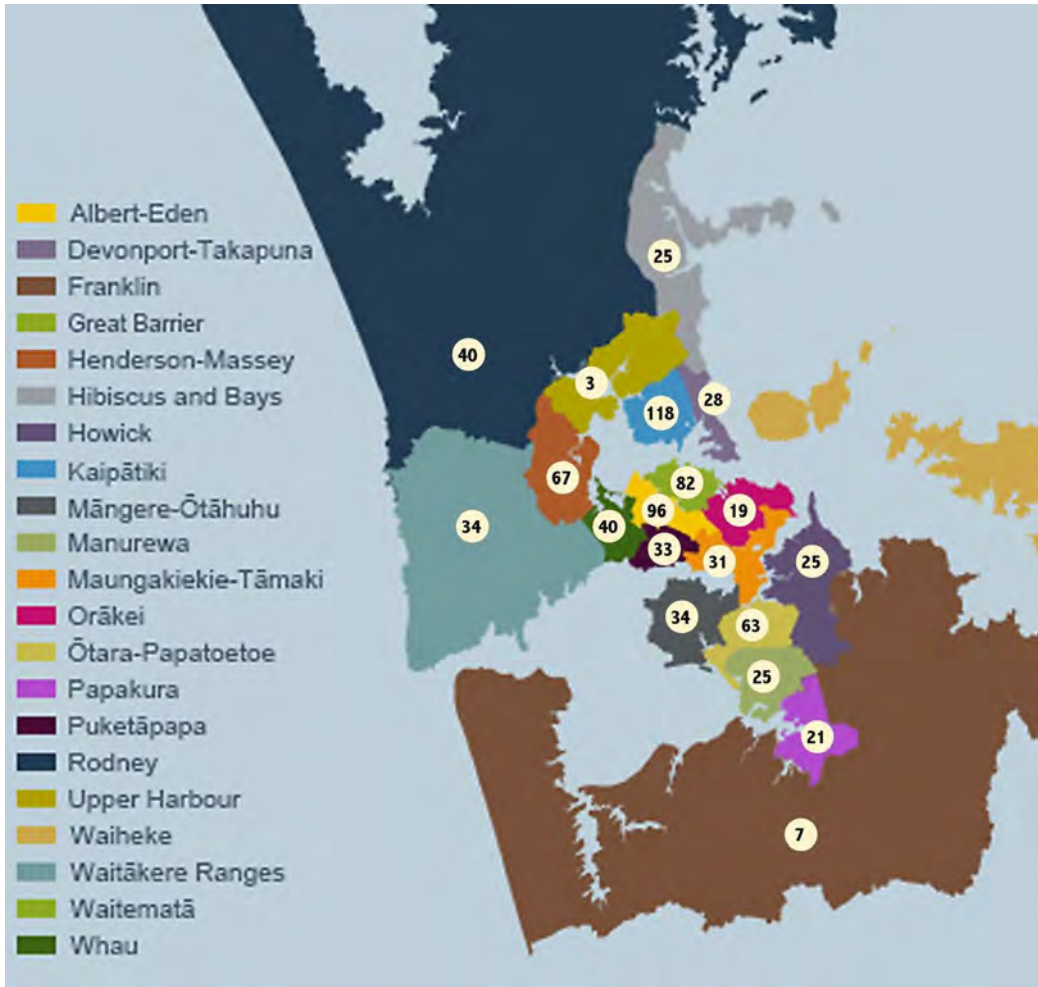 Albert-Eden
Devonport-Takapuna
Franklin
Great Barrier
Henderson-Massey
Hibiscus and Bays
Howick
Kaipātiki
Māngere-Ōtāhuhu
Manurewa
Maungakiekie-Tāmaki
Orākei
Ōtara-Papatoetoe
Papakura
Puketāpapa
Rodney
Upper Harbour
Waiheke
Waitākere Ranges
Waitematā
Whau
25
40
3
28
118
67
82
96
19
34
40
33
31
25
34
63
25
21
7